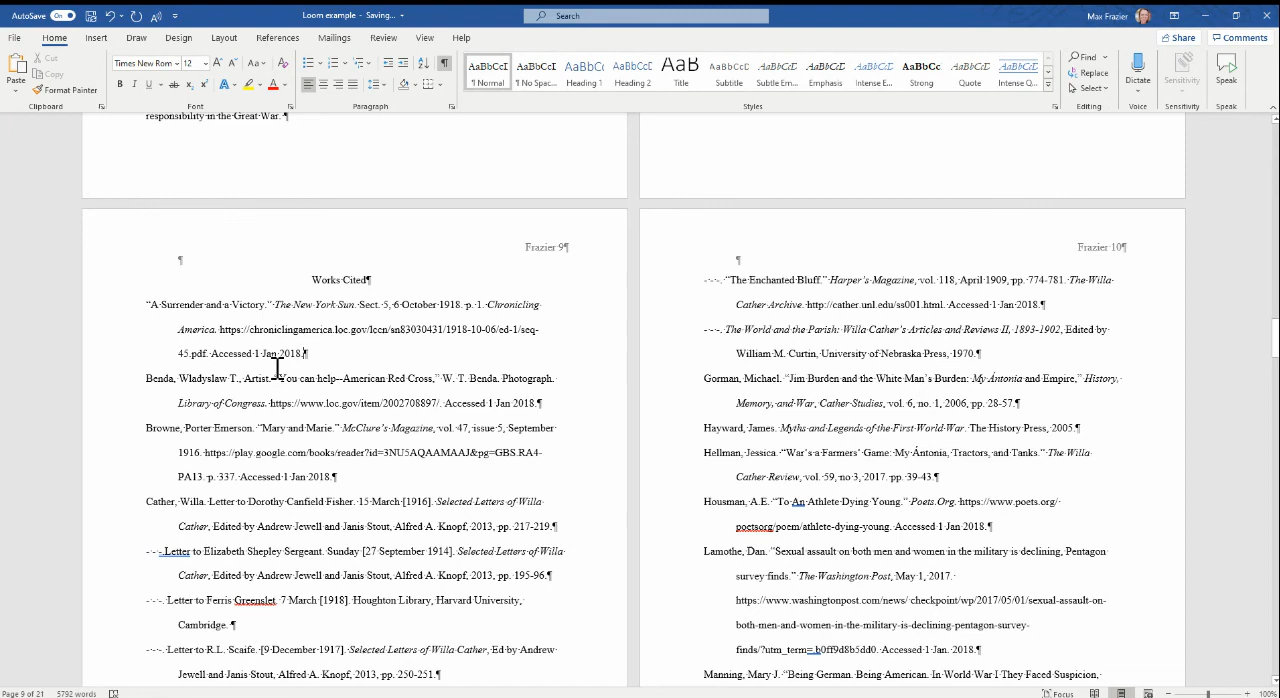 AutoSave On Loom example - Saving... Search Max Frazier
File Home Insert Draw Design Layout References Mailings Review View Help Share Comments
Paste Cut Copy Format Painter Clipboard
Times New Rom 12 Aa
B I U ab x₂ x² A A
Font
Paragraph
AaBbCcI AaBbCcI AaBbCc AaBbCcI AaB AaBbCcD AaBbCcI AaBbCcI AaBbCc AaBbCcI AaBbCcI
¶ Normal ¶ No Spac... Heading 1 Heading 2 Title Subtitle Subtle Em... Emphasis Intense E... Strong Quote Intense Q...
Styles
Find Replace Select Editing
Dictate Voice
Sensitivity Sensitivity
Speak Speak
responsibility·in·the·Great·War.·¶
Frazier·9¶
¶
Works·Cited¶
“A·Surrender·and·a·Victory.”·The·New·York·Sun.·Sect.·5,·6·October·1918.·p.·1.·Chronicling·
America.·https://chroniclingamerica.loc.gov/lccn/sn83030431/1918-10-06/ed-1/seq-
45.pdf.·Accessed·1·Jan·2018.¶
Benda,·Wladyslaw·T.,·Artist.·“You·can·help--American·Red·Cross,”·W.·T.·Benda.·Photograph.·
Library·of·Congress.·https://www.loc.gov/item/2002708897/.·Accessed·1·Jan·2018.¶
Browne,·Porter·Emerson.·“Mary·and·Marie.”·McClure’s·Magazine,·vol.·47,·issue·5,·September·
1916.·https://play.google.com/books/reader?id=3NU5AQAAMAAJ&pg=GBS.RA4-
PA13.·p.·337.·Accessed·1·Jan·2018.¶
Cather,·Willa.·Letter·to·Dorothy·Canfield·Fisher.·15·March·[1916].·Selected·Letters·of·Willa·
Cather,·Edited·by·Andrew·Jewell·and·Janis·Stout,·Alfred·A.·Knopf,·2013,·pp.·217-219.¶
-·-·-.·Letter·to·Elizabeth·Shepley·Sergeant.·Sunday·[27·September·1914].·Selected·Letters·of·Willa·
Cather,·Edited·by·Andrew·Jewell·and·Janis·Stout,·Alfred·A.·Knopf,·2013,·pp.·195-96.¶
-·-·-.·Letter·to·Ferris·Greenslet,·7·March·[1918].·Houghton·Library,·Harvard·University,·
Cambridge.·¶
-·-·-.·Letter·to·R.L.·Scaife.·[9·December·1917].·Selected·Letters·of·Willa·Cather,·Ed·by·Andrew·
Jewell·and·Janis·Stout,·Alfred·A.·Knopf,·2013,·pp.·250-251.¶
Frazier·10¶
¶
-·-·-.·“The·Enchanted·Bluff.”·Harper’s·Magazine,·vol.·118,·April·1909,·pp.·774-781.·The·Willa·
Cather·Archive.·http://cather.unl.edu/ss001.html.·Accessed·1·Jan·2018.¶
-·-·-.·The·World·and·the·Parish:·Willa·Cather’s·Articles·and·Reviews·II,·1893-1902,·Edited·by·
William·M.·Curtin,·University·of·Nebraska·Press,·1970.¶
Gorman,·Michael.·“Jim·Burden·and·the·White·Man’s·Burden:·My·Ántonia·and·Empire,”·History,·
Memory,·and·War,·Cather·Studies,·vol.·6,·no.·1,·2006,·pp.·28-57.¶
Hayward,·James.·Myths·and·Legends·of·the·First·World·War.·The·History·Press,·2005.¶
Hellman,·Jessica.·“War’s·a·Farmers’·Game:·My·Ántonia,·Tractors,·and·Tanks.”·The·Willa·
Cather·Review,·vol.·59,·no·3,·2017.·pp.·39-43.¶
Housman,·A.E.·“To·An·Athlete·Dying·Young.”·Poets.Org.·https://www.poets.org/·
poetsorg/poem/athlete-dying-young.·Accessed·1·Jan·2018.¶
Lamothe,·Dan.·“Sexual·assault·on·both·men·and·women·in·the·military·is·declining,·Pentagon·
survey·finds.”·The·Washington·Post,·May·1,·2017.·
https://www.washingtonpost.com/news/·checkpoint/wp/2017/05/01/sexual-assault-on-
both-men-and-women-in-the-military-is-declining-pentagon-survey-
finds/?utm_term=.b0ff9d8b5dd0.·Accessed·1·Jan.·2018.¶
Manning,·Mary·J.·“Being·German.·Being·American.·In·World·War·I·They·Faced·Suspicion,·
Page 9 of 21 5792 words Focus 100%